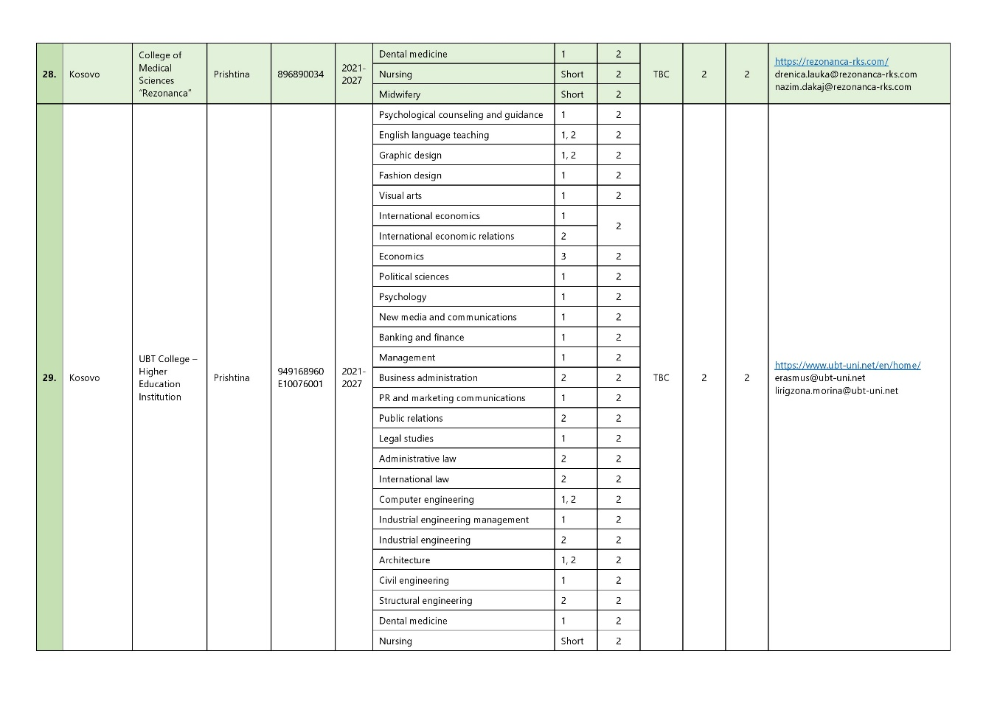 28.
Kosovo
College of
Medical
Sciences
“Rezonanca”
Prishtina
896890034
2021-
2027
Dental medicine 1 2
Nursing Short 2
Midwifery Short 2
TBC
2
2
https://rezonanca-rks.com/
drenica.lauka@rezonanca-rks.com
nazim.dakaj@rezonanca-rks.com
29.
Kosovo
UBT College –
Higher
Education
Institution
Prishtina
949168960
E10076001
2021-
2027
Psychological counseling and guidance 1 2
English language teaching 1, 2 2
Graphic design 1, 2 2
Fashion design 1 2
Visual arts 1 2
International economics 1
2
International economic relations 2
Economics 3 2
Political sciences 1 2
Psychology 1 2
New media and communications 1 2
Banking and finance 1 2
Management 1 2
Business administration 2 2
PR and marketing communications 1 2
Public relations 2 2
Legal studies 1 2
Administrative law 2 2
International law 2 2
Computer engineering 1, 2 2
Industrial engineering management 1 2
Industrial engineering 2 2
Architecture 1, 2 2
Civil engineering 1 2
Structural engineering 2 2
Dental medicine 1 2
Nursing Short 2
TBC
2
2
https://www.ubt-uni.net/en/home/
erasmus@ubt-uni.net
lirigzona.morina@ubt-uni.net